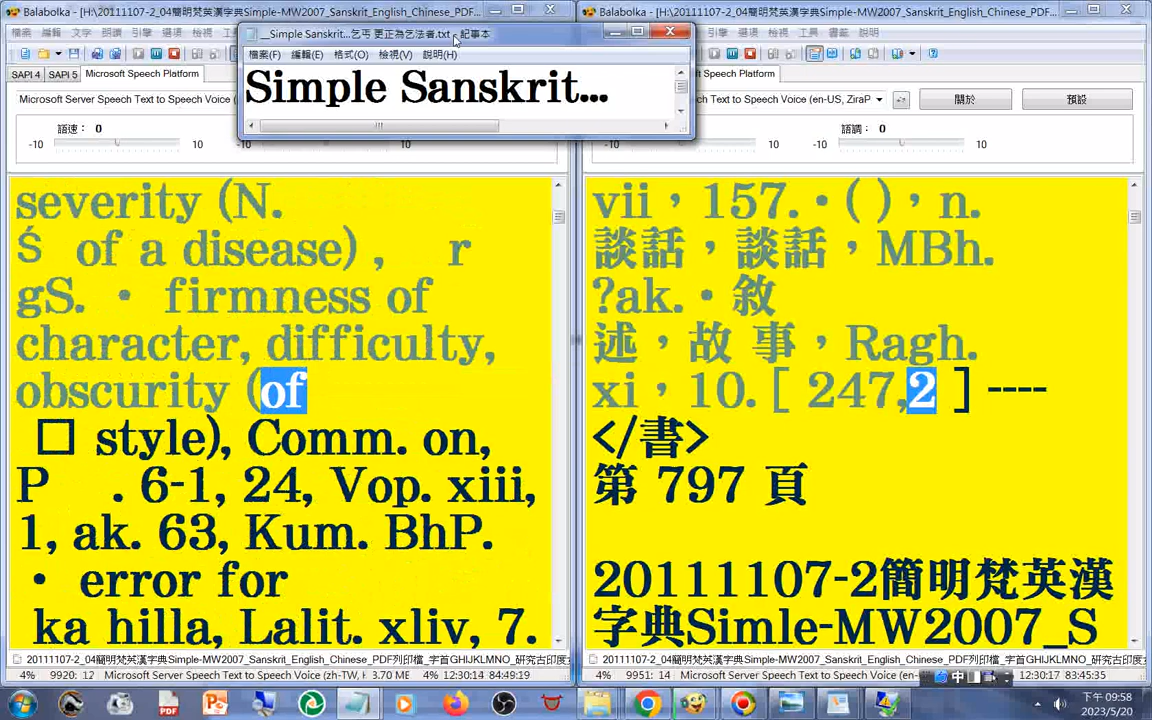 Balabolka - [H:\20111107-2_04簡明梵英漢字典Simple-MW2007_Sanskrit_English_Chinese_PDF...
Balabolka - [H:\20111107-2_04簡明梵英漢字典Simple-MW2007_Sanskrit_English_Chinese_PDF列...
__Simple Sanskrit...乞丐 更正為乞法者.txt - 記事本
檔案(F) 編輯(E) 格式(O) 檢視(V) 說明(H)
Simple Sanskrit...
SAPI 4 SAPI 5 Microsoft Speech Platform
Speech Platform
Microsoft Server Speech Text to Speech Voice (
Text to Speech Voice (en-US, ZiraP
關於
預設
語速： 0
-10 10 -10 10
語調： 0
-10 10
severity (N.
Ś of a disease) , r
gS. • firmness of
character, difficulty,
obscurity (of
□ style), Comm. on,
P . 6-1, 24, Vop. xiii,
1, ak. 63, Kum. BhP.
• error for
ka hilla, Lalit. xliv, 7.
vii，157.•( )，n.
談話，談話，MBh.
?ak.•敘
述，故 事，Ragh.
xi，10.[ 247,2 ] ----
</書>
第 797 頁
20111107-2簡明梵英漢
字典Simle-MW2007_S
20111107-2_04簡明梵英漢字典Simple-MW2007_Sanskrit_English_Chinese_PDF列印檔_字首GHIJKLMNO_研究古印度
20111107-2_04簡明梵英漢字典Simple-MW2007_Sanskrit_English_Chinese_PDF列印檔_字首GHIJKLMNO_研究古印度
4% 9920: 12 Microsoft Server Speech Text to Speech Voice (zh-TW, 3.70 ME 4% 12:30:14 84:49:19
4% 9951: 14 Microsoft Server Speech Text to Speech Voice 12:30:17 83:45:35
中
下午 09:58
2023/5/20